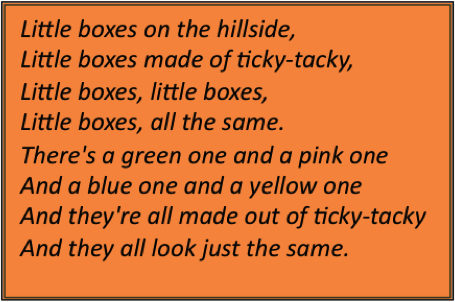 Little boxes on the hillside,
Little boxes made of ticky-tacky,
Little boxes, little boxes,
Little boxes, all the same.
There's a green one and a pink one
And a blue one and a yellow one
And they're all made out of ticky-tacky
And they all look just the same.